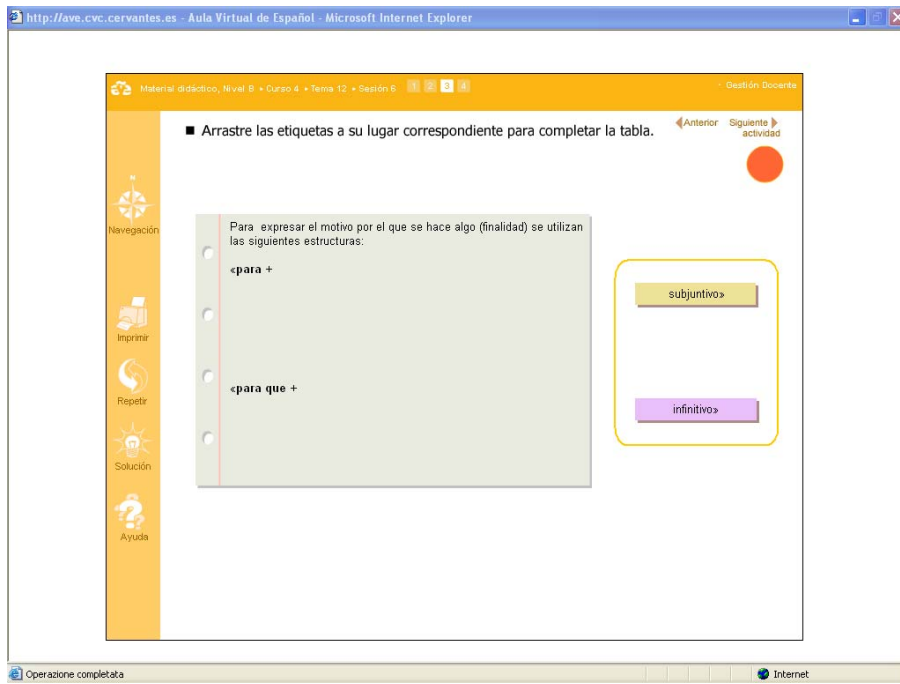 http://ave.cvc.cervantes.es - Aula Virtual de Español - Microsoft Internet Explorer
ave Material didáctico, Nivel B • Curso 4 • Tema 12 • Sesión 6 1 2 3 4 · Gestión Docente
■ Arrastre las etiquetas a su lugar correspondiente para completar la tabla.
Anterior
Siguiente
actividad
N
Navegación
Imprimir
Repetir
Solución
Ayuda
Para expresar el motivo por el que se hace algo (finalidad) se utilizan
las siguientes estructuras:
«para +
«para que +
subjuntivo»
infinitivo»
Operazione completata
Internet